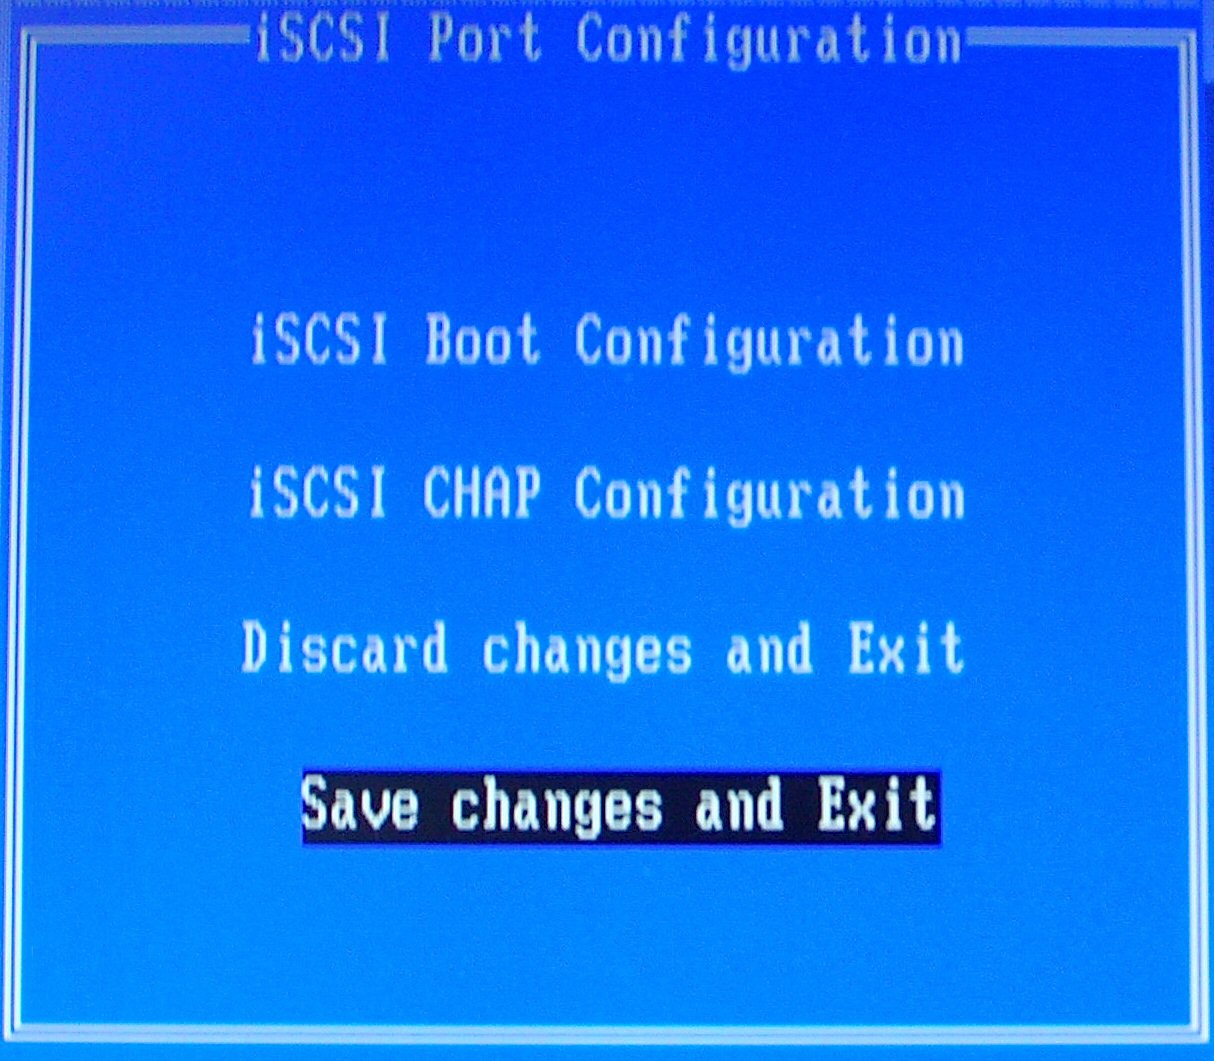 iSCSI Port Configuration
iSCSI Boot Configuration
iSCSI CHAP Configuration
Discard changes and Exit
Save changes and Exit